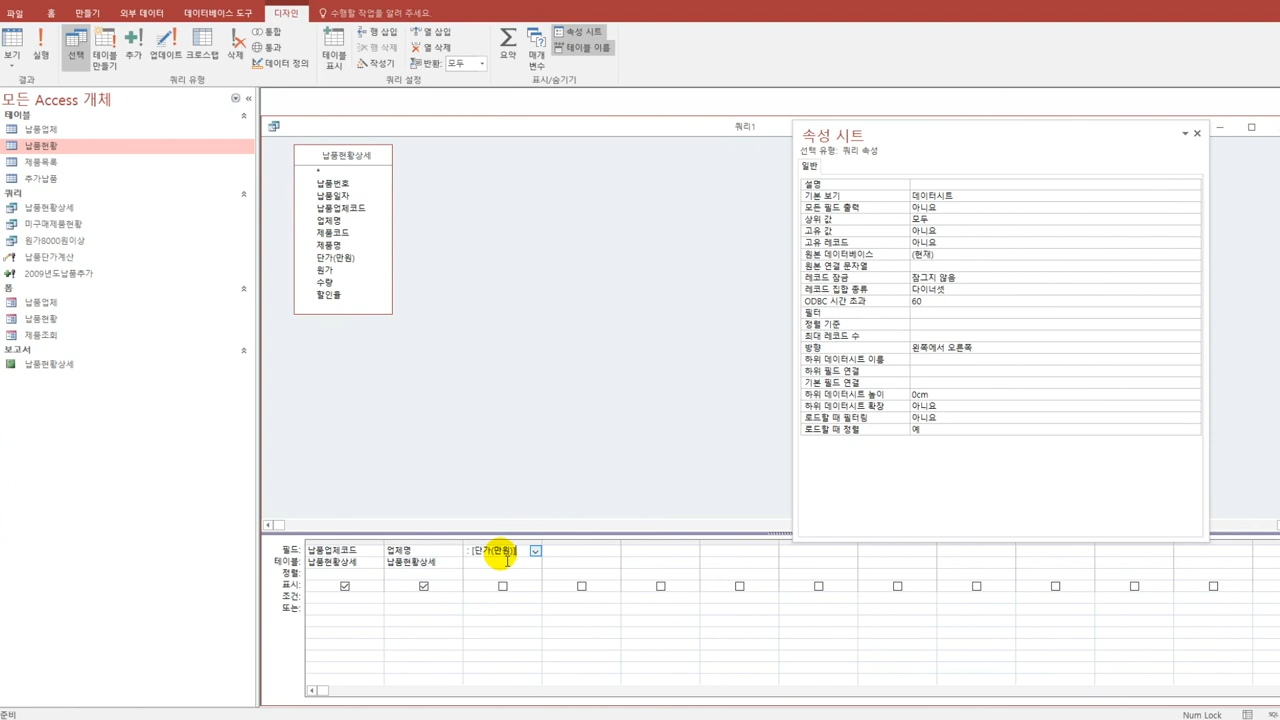 파일 홈 만들기 외부 데이터 데이터베이스 도구 디자인 수행할 작업을 알려 주세요.
보기 실행 선택 테이블 만들기 추가 업데이트 크로스탭 삭제 통합 통과 데이터 정의 테이블 표시 행 삽입 행 삭제 작성기 열 삽입 열 삭제 반환: 모두 요약 매개 변수 속성 시트 테이블 이름
결과 쿼리 유형 쿼리 설정 표시/숨기기
모든 Access 개체
테이블
납품업체
납품현황
제품목록
추가납품
쿼리
납품현황상세
미구매제품현황
원가8000원이상
납품단가계산
2009년도납품추가
폼
납품업체
납품현황
제품조회
보고서
납품현황상세
쿼리1
납품현황상세
*
납품번호
납품일자
납품업체코드
업체명
제품코드
제품명
단가(만원)
원가
수량
할인율
속성 시트
선택 유형: 쿼리 속성
일반
설명
기본 보기 데이터시트
모든 필드 출력 아니요
상위 값 모두
고유 값 아니요
고유 레코드 아니요
원본 데이터베이스 (현재)
원본 연결 문자열
레코드 잠금 잠그지 않음
레코드 집합 종류 다이너셋
ODBC 시간 초과 60
필터
정렬 기준
최대 레코드 수
방향 왼쪽에서 오른쪽
하위 데이터시트 이름
하위 필드 연결
기본 필드 연결
하위 데이터시트 높이 0cm
하위 데이터시트 확장 아니요
로드할 때 필터링 아니요
로드할 때 정렬 예
필드: 납품업체코드 업체명 : [단가(만원)]
테이블: 납품현황상세 납품현황상세
정렬:
표시:
조건:
또는:
준비 Num Lock SQL